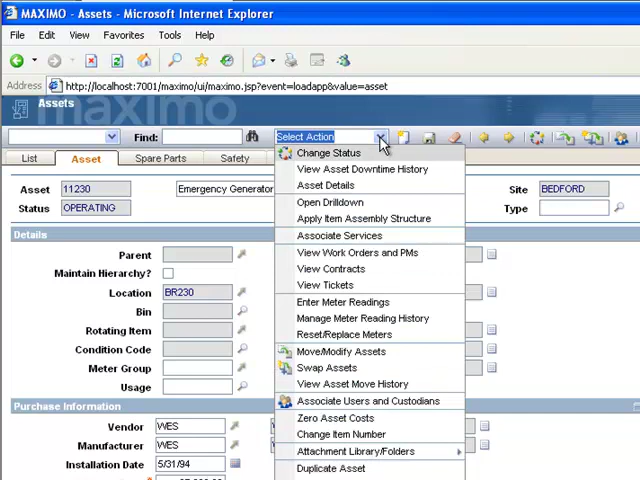 MAXIMO - Assets - Microsoft Internet Explorer
File Edit View Favorites Tools Help
Address http://localhost:7001/maximo/ui/maximo.jsp?event=loadapp&value=asset
maximo
Assets
Find: Select Action
List Asset Spare Parts Safety
Change Status
View Asset Downtime History
Asset Details
Open Drilldown
Apply Item Assembly Structure
Associate Services
View Work Orders and PMs
View Contracts
View Tickets
Enter Meter Readings
Manage Meter Reading History
Reset/Replace Meters
Move/Modify Assets
Swap Assets
View Asset Move History
Associate Users and Custodians
Zero Asset Costs
Change Item Number
Attachment Library/Folders
Duplicate Asset
Asset 11230 Emergency Generator Site BEDFORD
Status OPERATING Type
Details
Parent
Maintain Hierarchy?
Location BR230
Bin
Rotating Item
Condition Code
Meter Group
Usage
Purchase Information
Vendor WES
Manufacturer WES
Installation Date 5/31/94